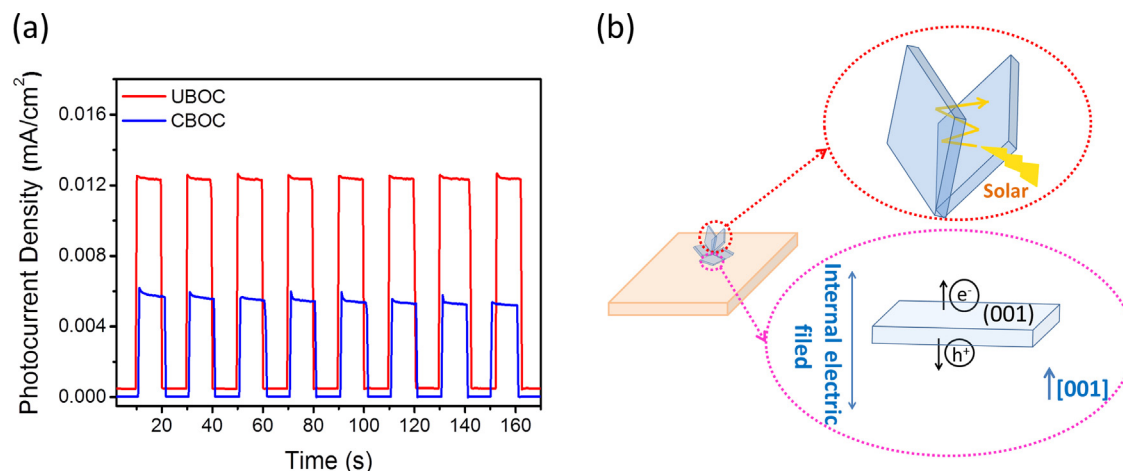 (a)
UBOC
CBOC
Photocurrent Density (mA/cm²)
0.016
0.012
0.008
0.004
0.000
20 40 60 80 100 120 140 160
Time (s)
(b)
Solar
Internal electric
filed
e⁻
(001)
h⁺
[001]